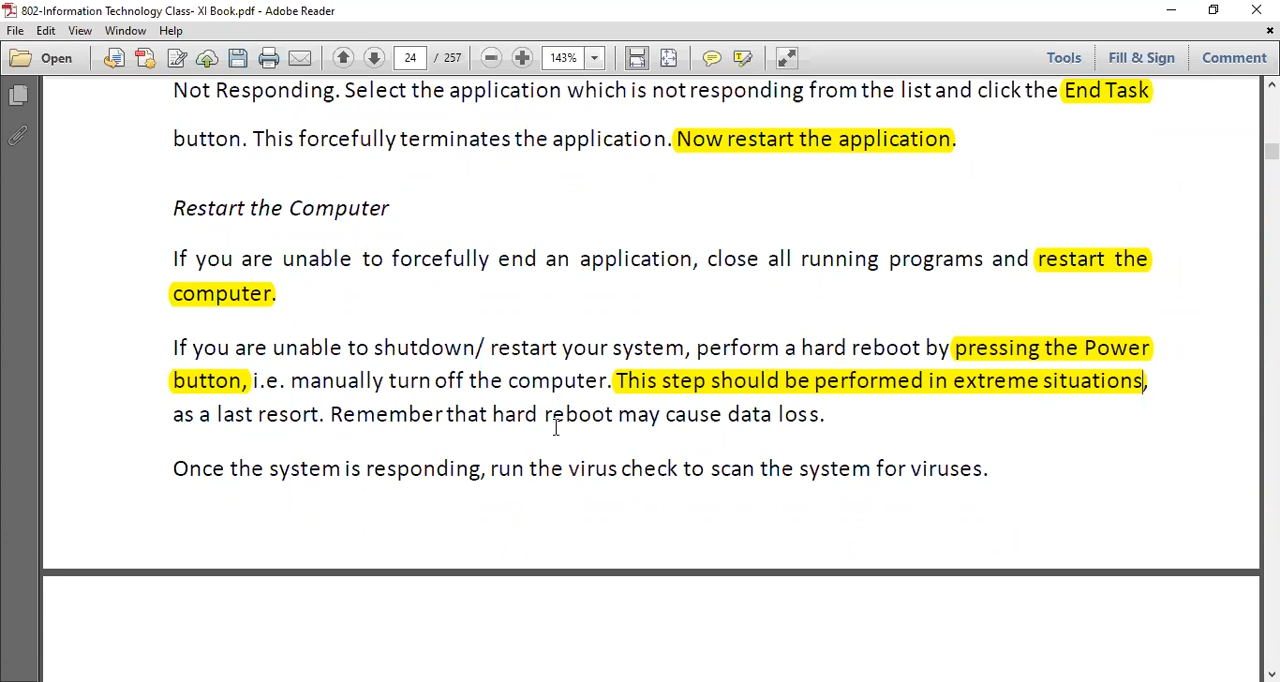 802-Information Technology Class- XI Book.pdf - Adobe Reader
File Edit View Window Help
Open 24 / 257 143% Tools Fill & Sign Comment
Not Responding. Select the application which is not responding from the list and click the End Task
button. This forcefully terminates the application. Now restart the application.
Restart the Computer
If you are unable to forcefully end an application, close all running programs and restart the
computer.
If you are unable to shutdown/ restart your system, perform a hard reboot by pressing the Power
button, i.e. manually turn off the computer. This step should be performed in extreme situations,
as a last resort. Remember that hard reboot may cause data loss.
Once the system is responding, run the virus check to scan the system for viruses.